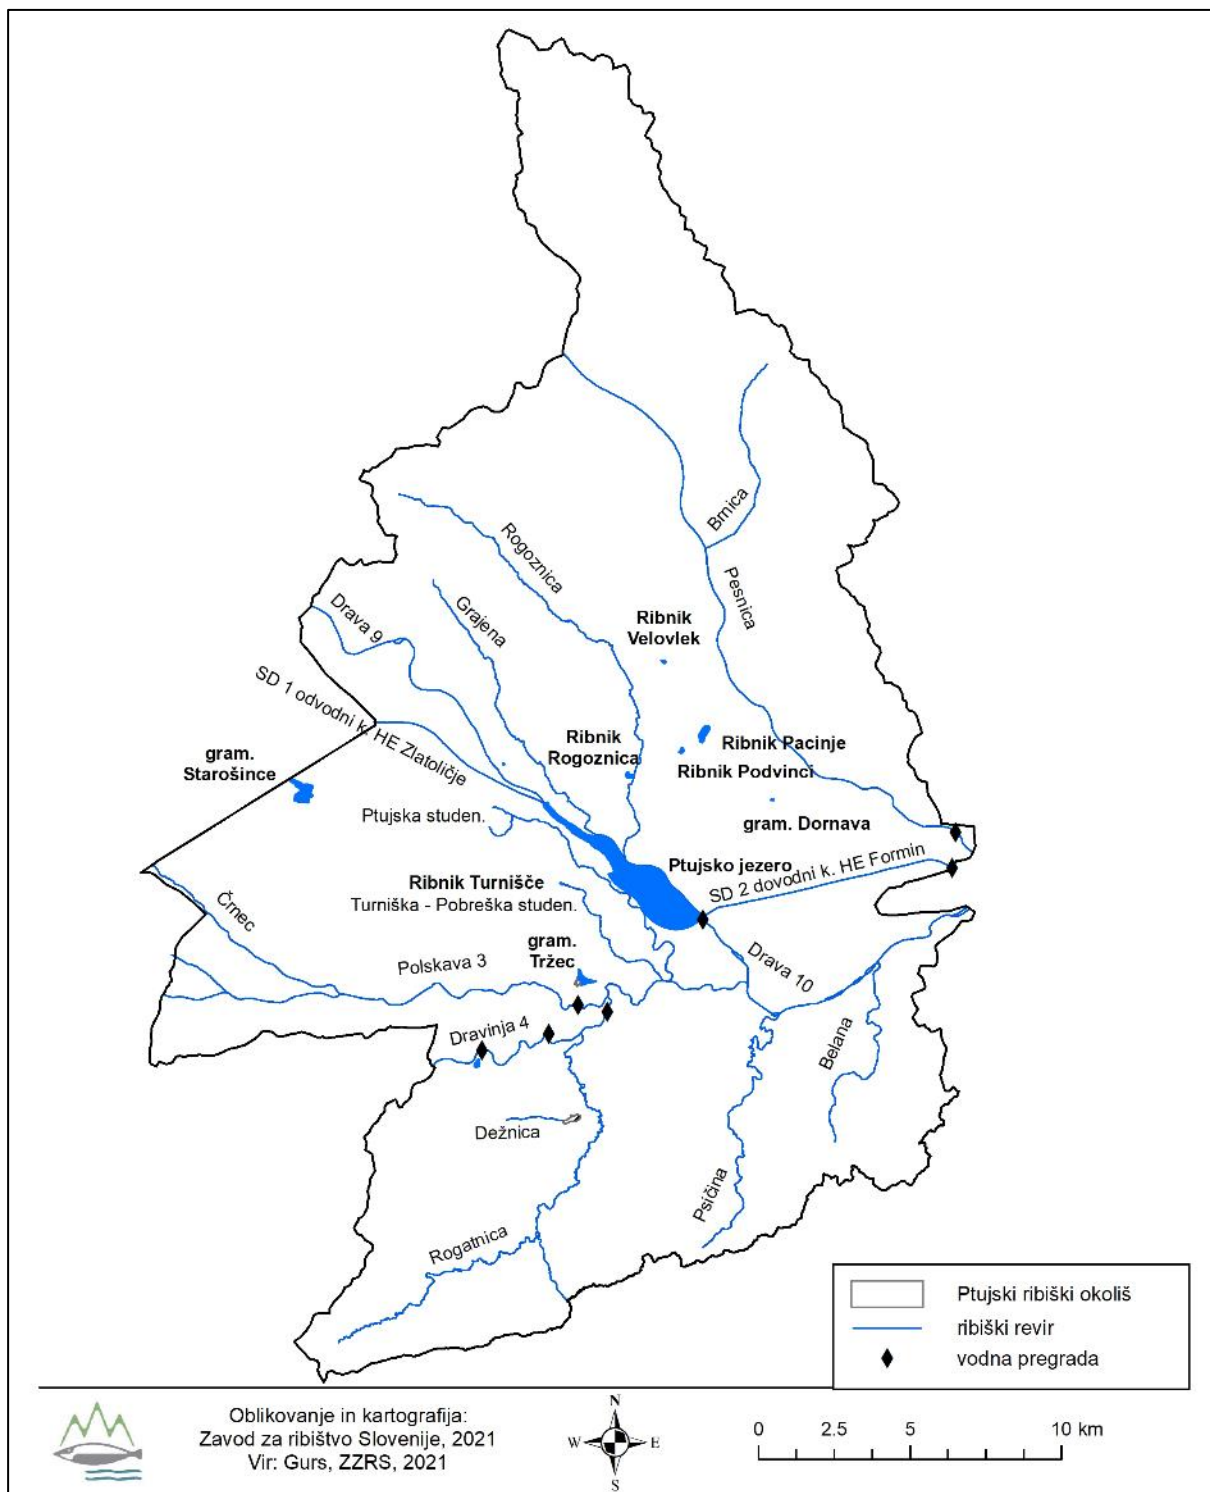 Brnica
Rogoznica
Pesnica
Grajena
Drava 9
Ribnik
Velovlek
SD 1 odvodni k. HE Zlatoličje
gram.
Starošince
Ribnik
Rogoznica
Ribnik Pacinje
Ribnik Podvinci
Ptujska studen.
gram. Dornava
Ptujsko jezero
SD 2 dovodni k. HE Formin
Ribnik Turnišče
Turniška - Pobreška studen.
Črnec
gram.
Tržec
Polskava 3
Drava 10
Dravinja 4
Belana
Dežnica
Psičina
Rogatnica
Ptujski ribiški okoliš
ribiški revir
vodna pregrada
Oblikovanje in kartografija:
Zavod za ribištvo Slovenije, 2021
Vir: Gurs, ZZRS, 2021
N
W
E
S
0 2.5 5 10 km